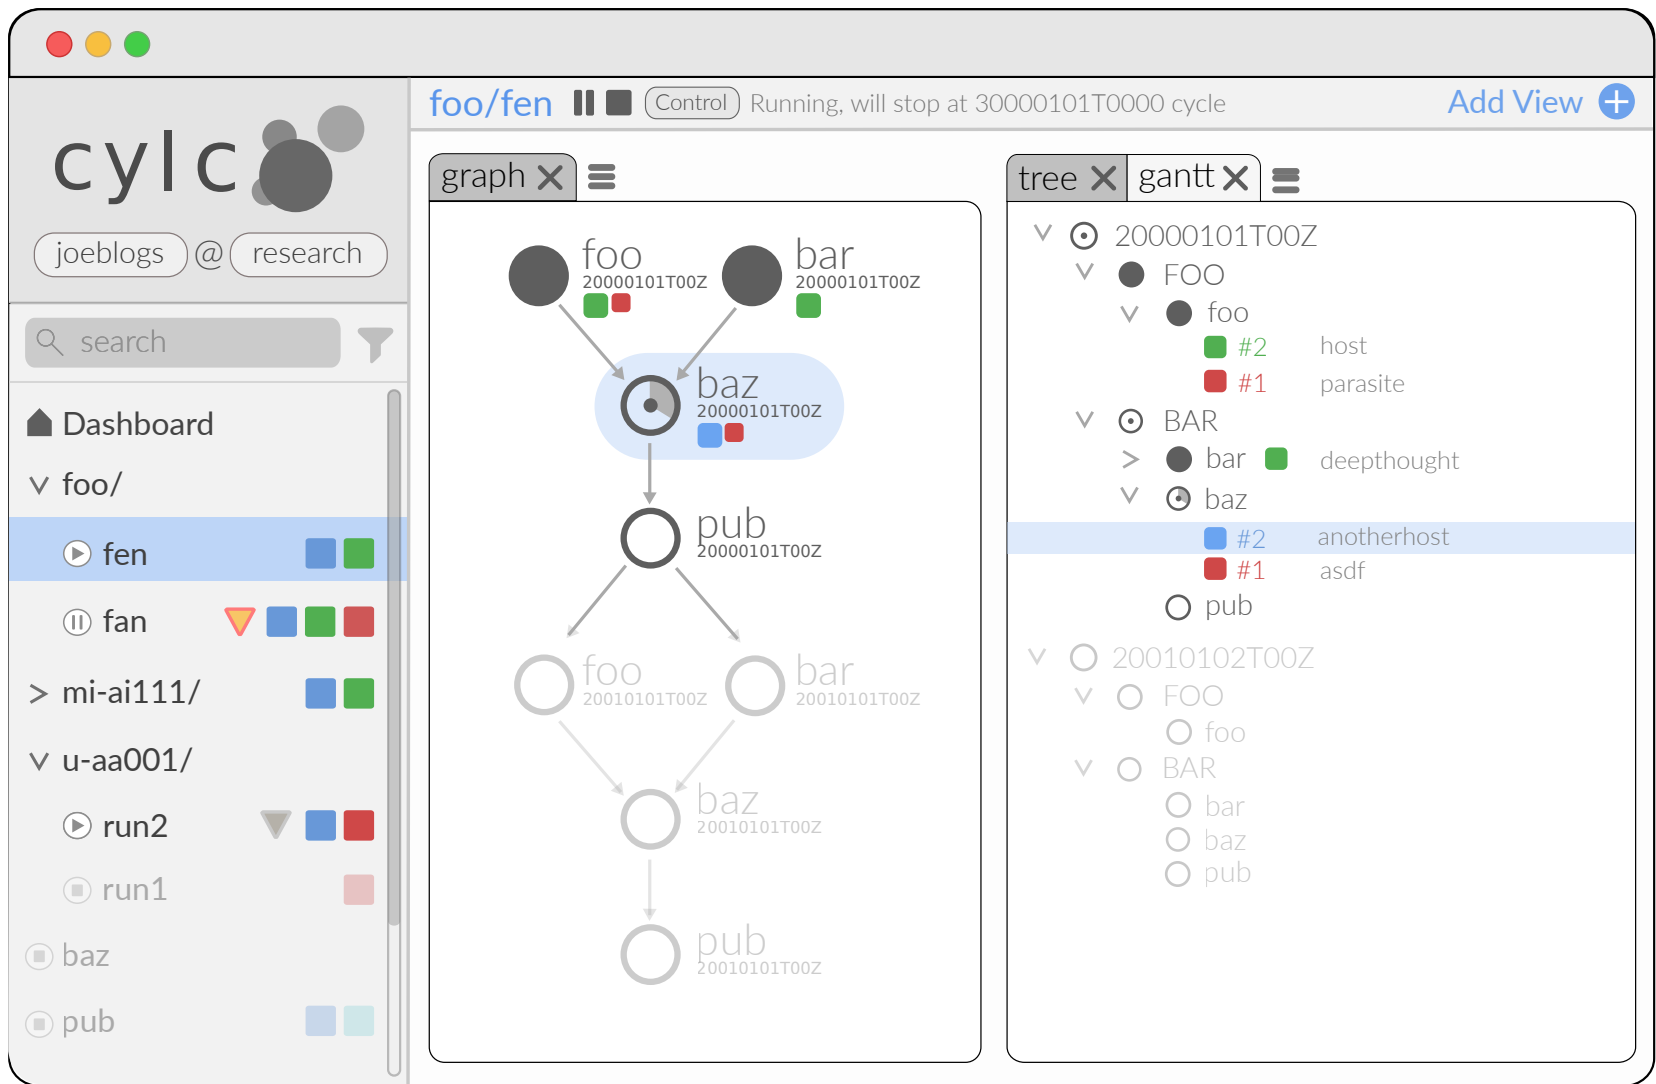 cylc
joeblogs @ research
search
Dashboard
foo/
fen
fan
mi-ai111/
u-aa001/
run2
run1
baz
pub
foo/fen Control Running, will stop at 30000101T0000 cycle Add View
graph
foo
20000101T00Z
bar
20000101T00Z
baz
20000101T00Z
pub
20000101T00Z
foo
20010101T00Z
bar
20010101T00Z
baz
20010101T00Z
pub
20010101T00Z
tree gantt
20000101T00Z
FOO
foo
#2 host
#1 parasite
BAR
bar deepthought
baz
#2 anotherhost
#1 asdf
pub
20010102T00Z
FOO
foo
BAR
bar
baz
pub